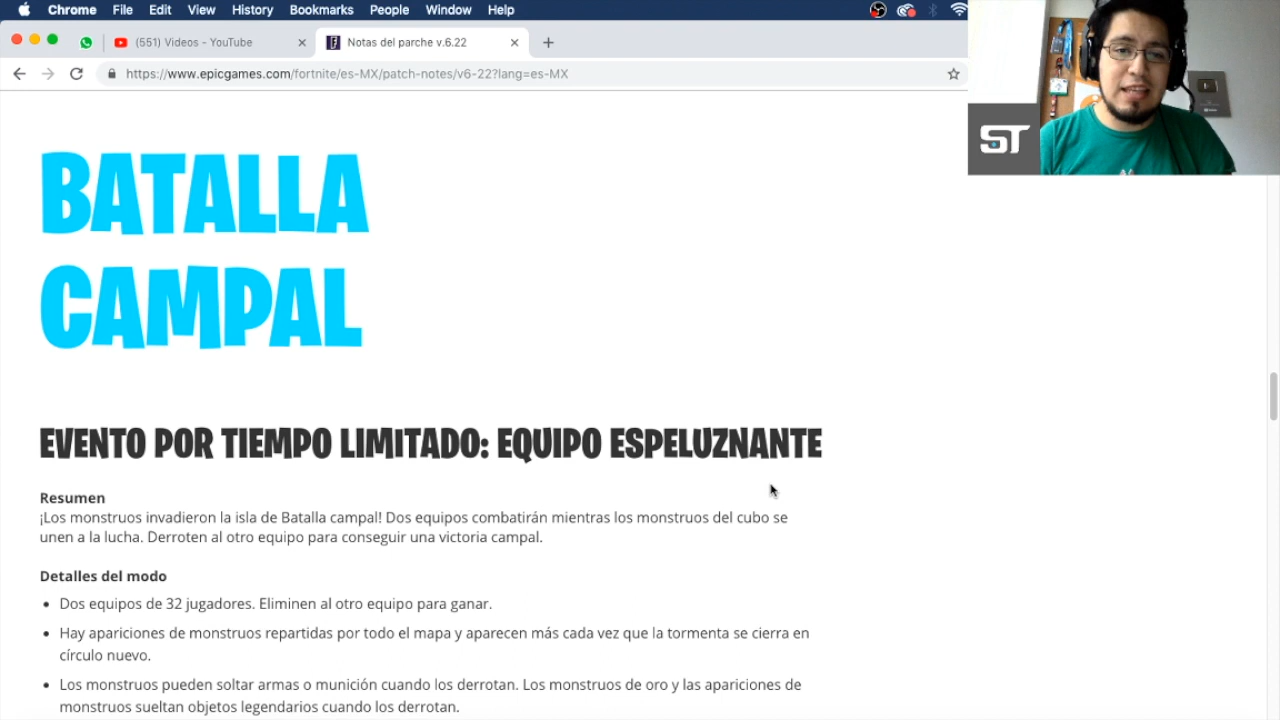 Chrome File Edit View History Bookmarks People Window Help
(551) Videos - YouTube
Notas del parche v.6.22
https://www.epicgames.com/fortnite/es-MX/patch-notes/v6-22?lang=es-MX
ST
BATALLA
CAMPAL
EVENTO POR TIEMPO LIMITADO: EQUIPO ESPELUZNANTE
Resumen
¡Los monstruos invadieron la isla de Batalla campal! Dos equipos combatirán mientras los monstruos del cubo se
unen a la lucha. Derroten al otro equipo para conseguir una victoria campal.
Detalles del modo
• Dos equipos de 32 jugadores. Eliminen al otro equipo para ganar.
• Hay apariciones de monstruos repartidas por todo el mapa y aparecen más cada vez que la tormenta se cierra en
círculo nuevo.
• Los monstruos pueden soltar armas o munición cuando los derrotan. Los monstruos de oro y las apariciones de
monstruos sueltan objetos legendarios cuando los derrotan.